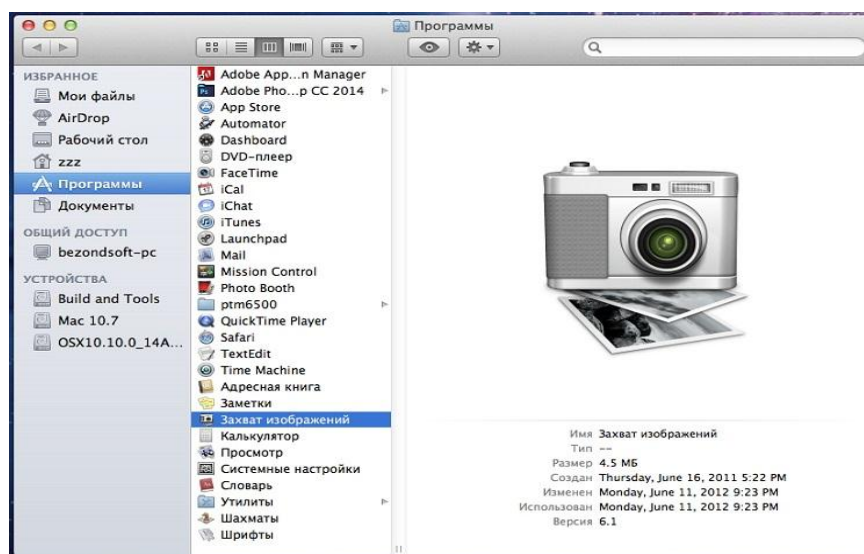 Программы
ИЗБРАННОЕ
Мои файлы
AirDrop
Рабочий стол
zzz
Программы
Документы
ОБЩИЙ ДОСТУП
bezondsoft-pc
УСТРОЙСТВА
Build and Tools
Mac 10.7
OSX10.10.0_14A...
Adobe App...n Manager
Adobe Pho...p CC 2014
App Store
Automator
Dashboard
DVD-плеер
FaceTime
iCal
iChat
iTunes
Launchpad
Mail
Mission Control
Photo Booth
ptm6500
QuickTime Player
Safari
TextEdit
Time Machine
Адресная книга
Заметки
Захват изображений
Калькулятор
Просмотр
Системные настройки
Словарь
Утилиты
Шахматы
Шрифты
Имя Захват изображений
Тип --
Размер 4.5 МБ
Создан Thursday, June 16, 2011 5:22 PM
Изменен Monday, June 11, 2012 9:23 PM
Использован Monday, June 11, 2012 9:23 PM
Версия 6.1